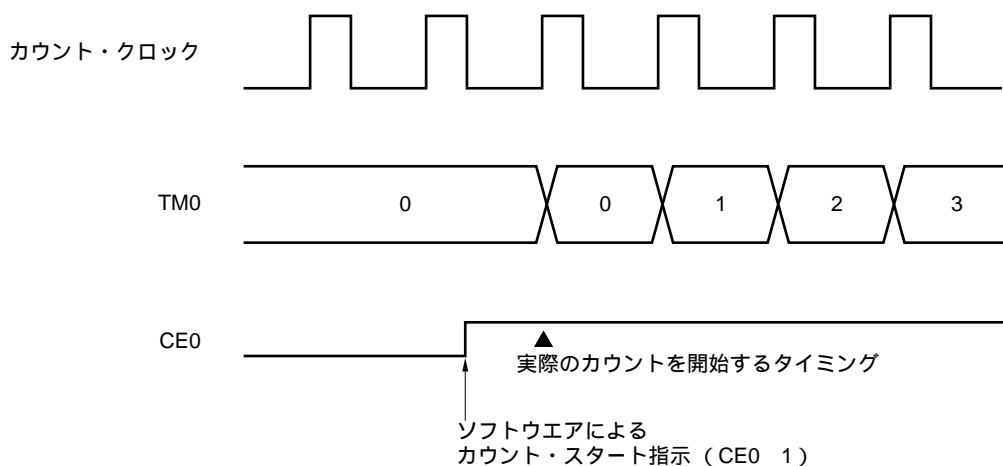 カウント・クロック
TM0
0
0
1
2
3
CE0
実際のカウントを開始するタイミング
ソフトウエアによる
カウント・スタート指示（CE0　1）